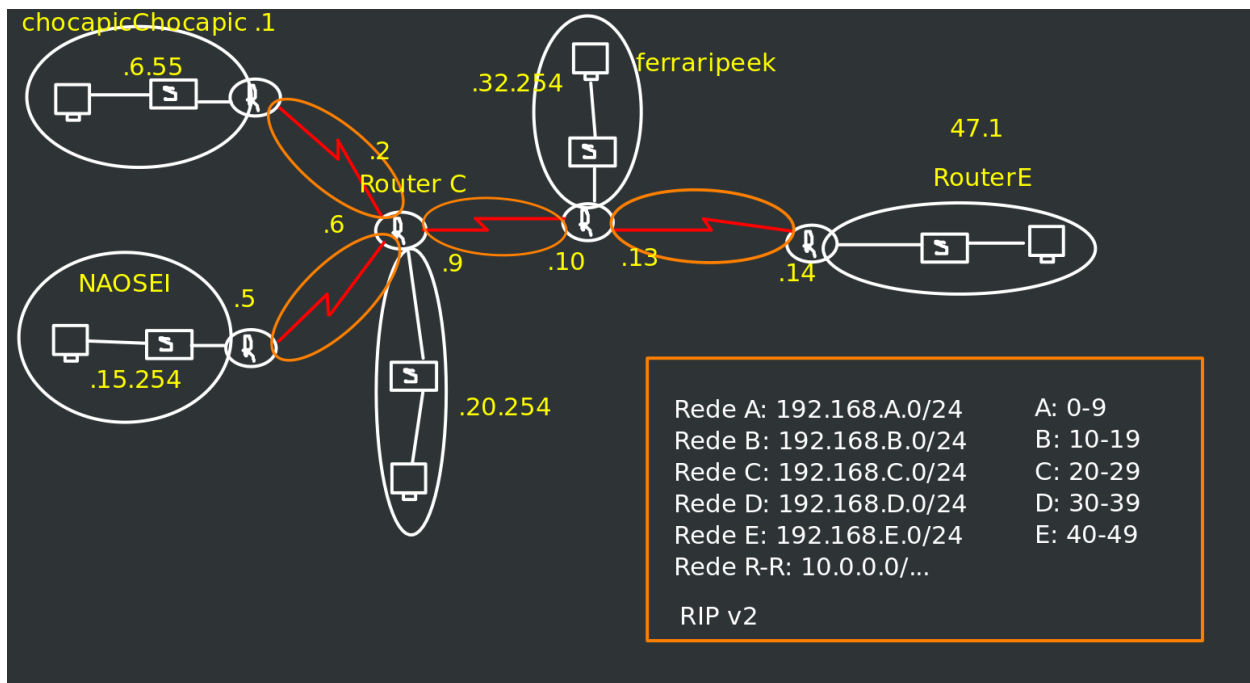 chocapicChocapic .1
.6.55
S
R
.2
Router C
.6
R
NAOSEI
.5
S
R
.15.254
ferraripeek
.32.254
S
R
.9
.10
.13
.14
47.1
RouterE
R
S
S
.20.254
Rede A: 192.168.A.0/24 A: 0-9
Rede B: 192.168.B.0/24 B: 10-19
Rede C: 192.168.C.0/24 C: 20-29
Rede D: 192.168.D.0/24 D: 30-39
Rede E: 192.168.E.0/24 E: 40-49
Rede R-R: 10.0.0.0/...
RIP v2